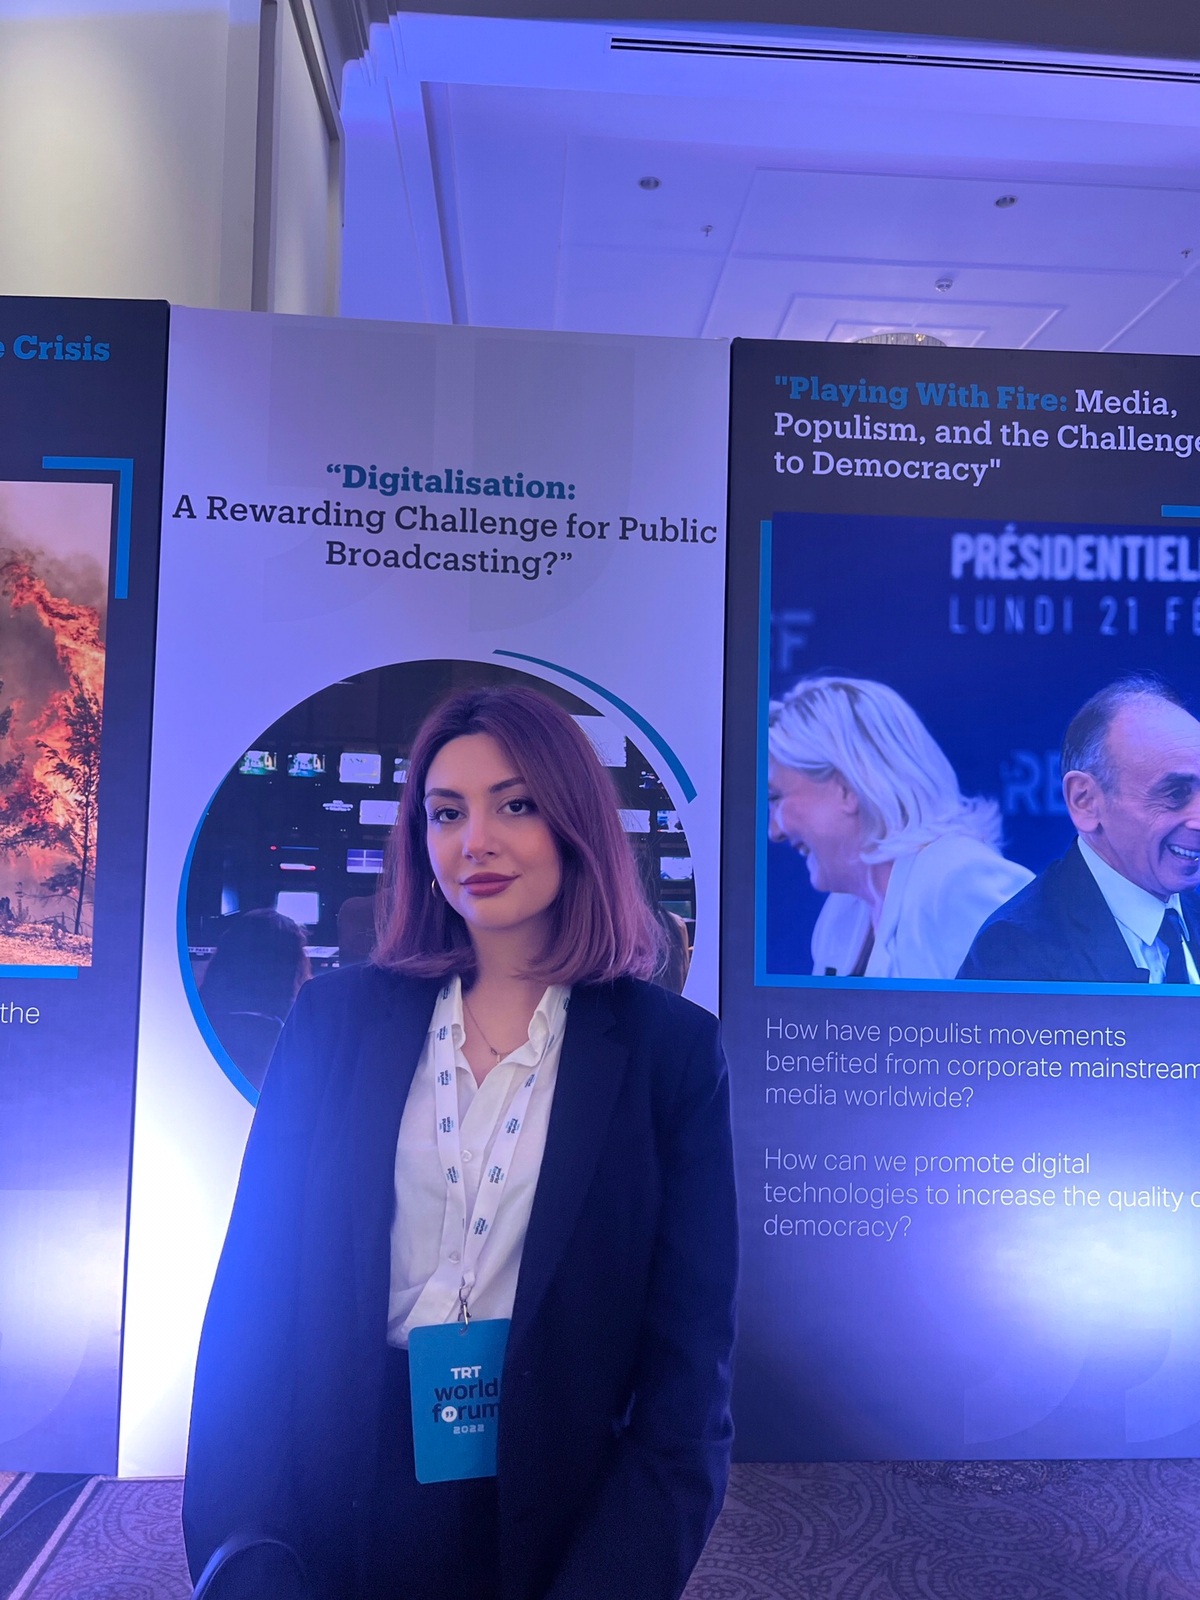 Crisis
the
“Digitalisation:
A Rewarding Challenge for Public
Broadcasting?”
"Playing With Fire: Media,
Populism, and the Challenge
to Democracy"
LUNDI 21
How have populist movements
benefited from corporate mainstream
media worldwide?
How can we promote digital
technologies to increase the quality
democracy?
TRT
world
forum
2022